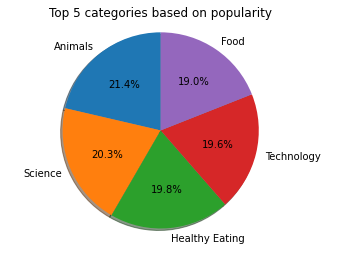 Top 5 categories based on popularity
Food
Animals
19.0%
21.4%
19.6%
Technology
20.3%
Science
19.8%
Healthy Eating